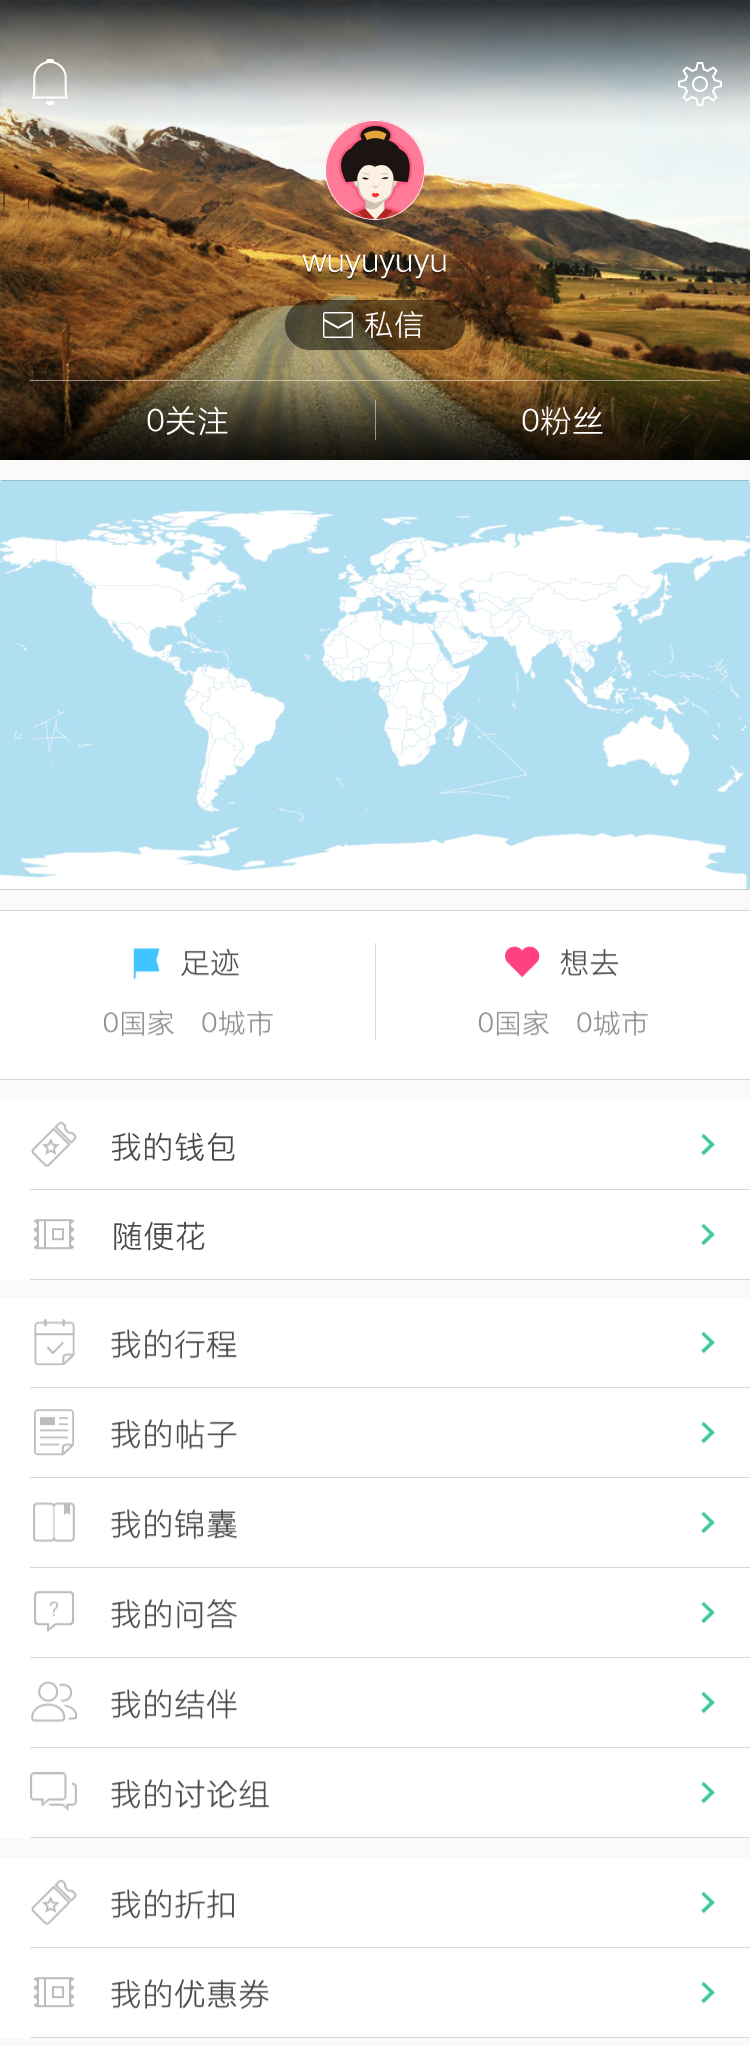 wuyuyuyu
私信
0关注 0粉丝
足迹 想去
0国家 0城市 0国家 0城市
我的钱包
随便花
我的行程
我的帖子
我的锦囊
?
我的问答
我的结伴
我的讨论组
我的折扣
我的优惠券